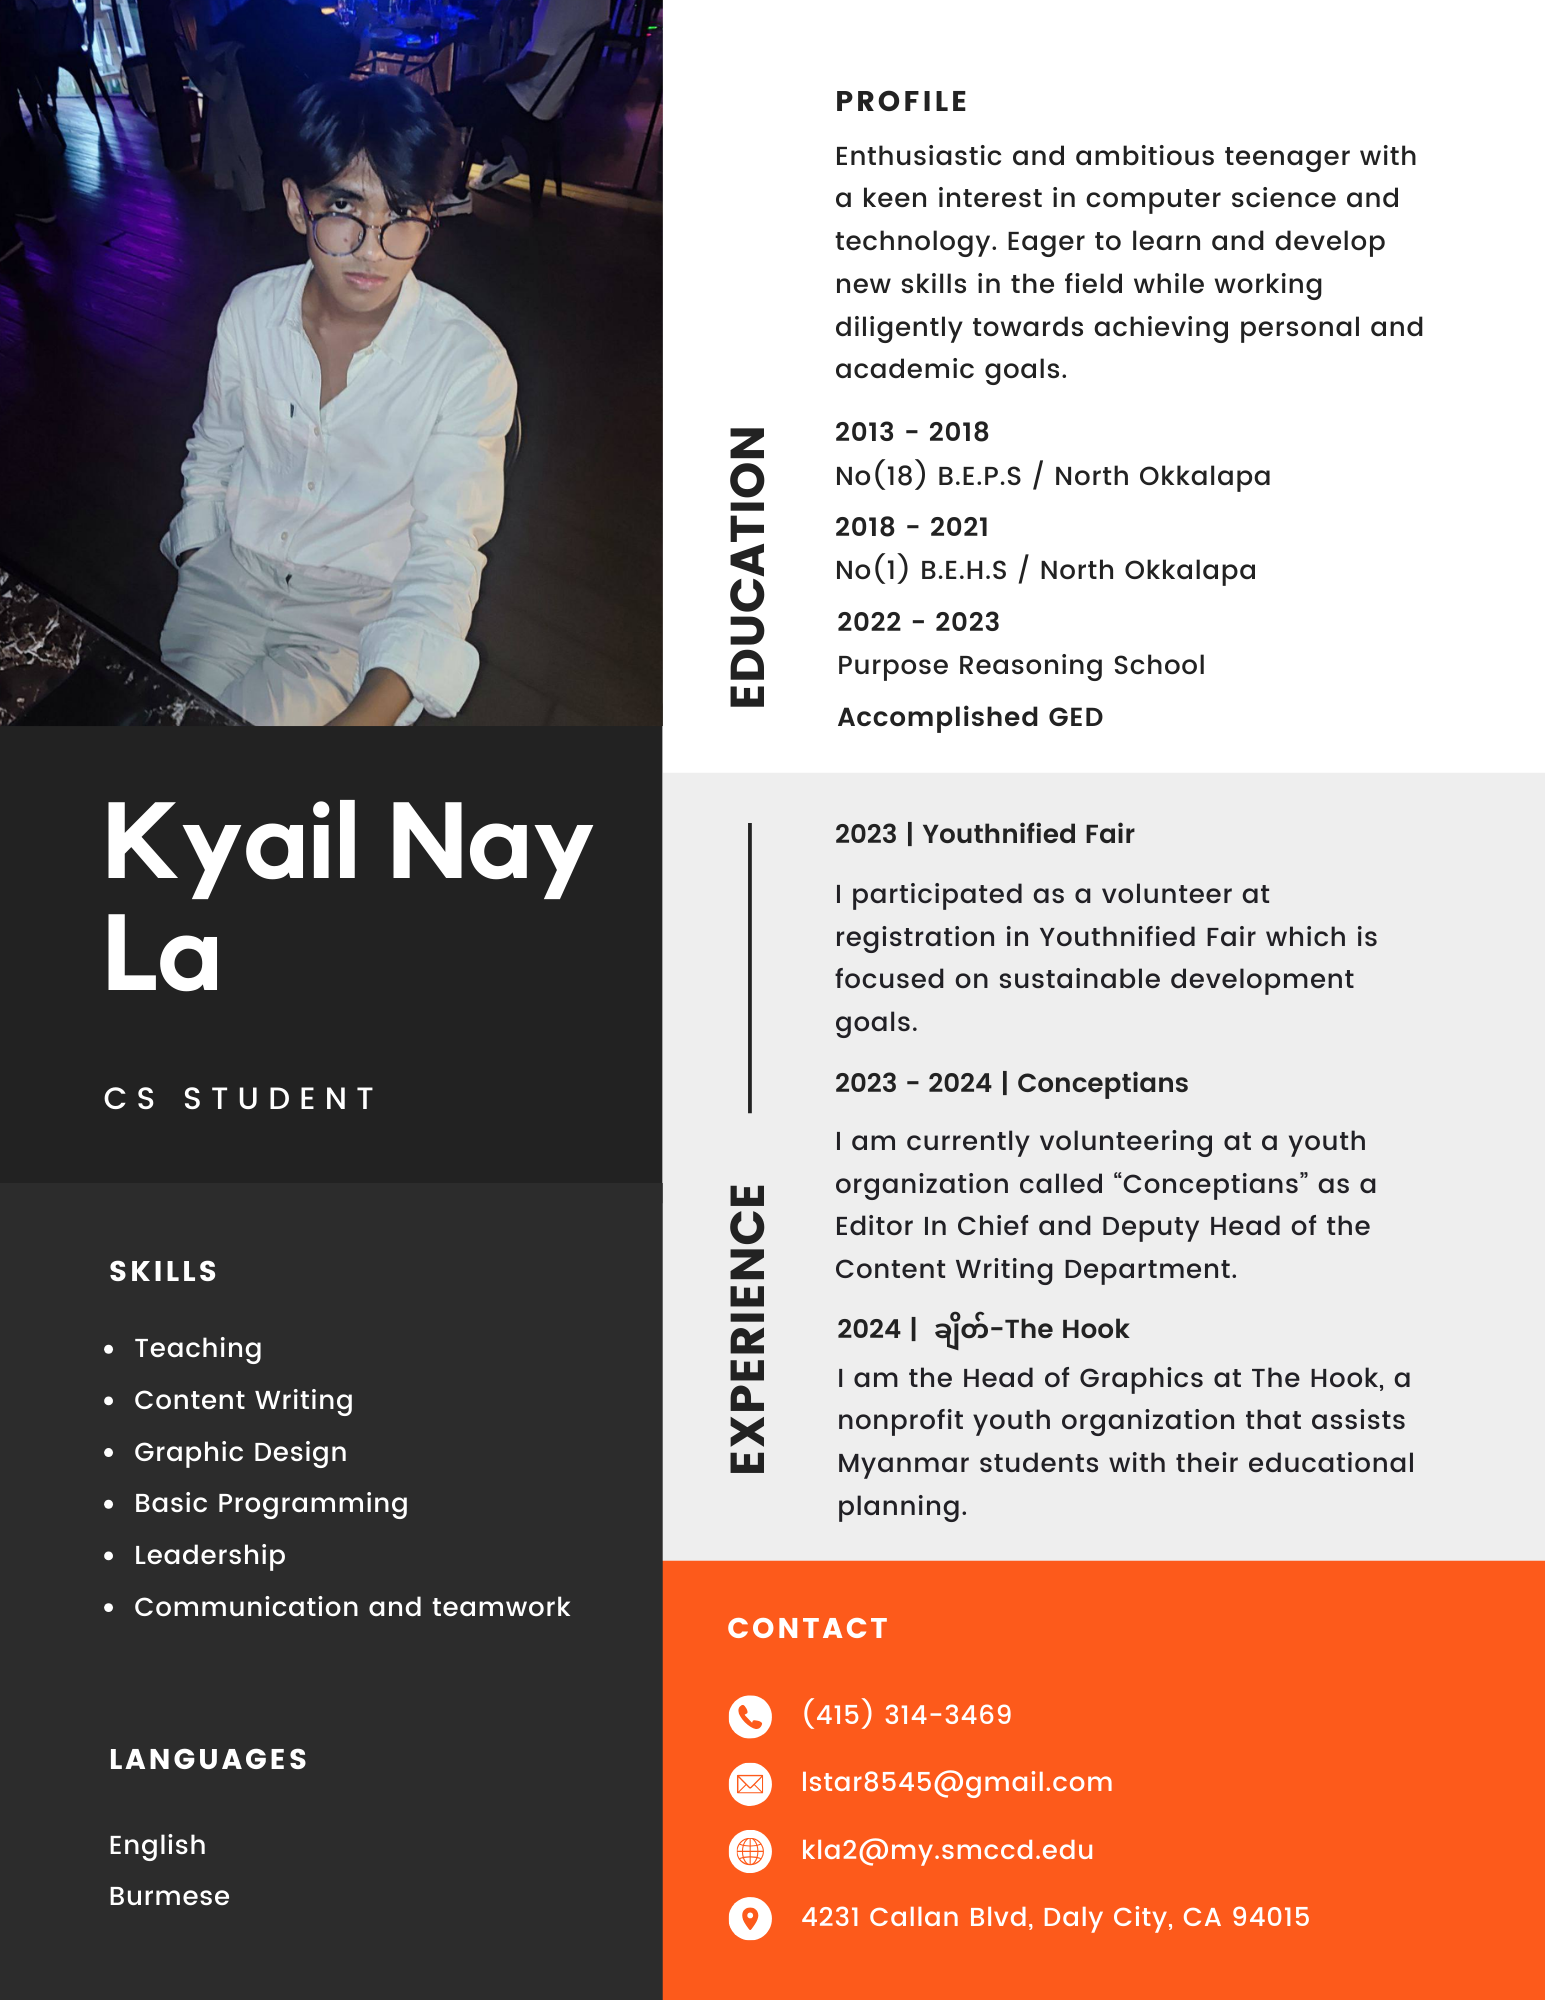 Kyail Nay
La
CS STUDENT
SKILLS
• Teaching
• Content Writing
• Graphic Design
• Basic Programming
• Leadership
• Communication and teamwork
LANGUAGES
English
Burmese
PROFILE
Enthusiastic and ambitious teenager with
a keen interest in computer science and
technology. Eager to learn and develop
new skills in the field while working
diligently towards achieving personal and
academic goals.
EDUCATION
2013 - 2018
No(18) B.E.P.S / North Okkalapa
2018 - 2021
No(1) B.E.H.S / North Okkalapa
2022 - 2023
Purpose Reasoning School
Accomplished GED
EXPERIENCE
2023 | Youthnified Fair
I participated as a volunteer at
registration in Youthnified Fair which is
focused on sustainable development
goals.
2023 - 2024 | Conceptians
I am currently volunteering at a youth
organization called “Conceptians” as a
Editor In Chief and Deputy Head of the
Content Writing Department.
2024 | ချိတ်-The Hook
I am the Head of Graphics at The Hook, a
nonprofit youth organization that assists
Myanmar students with their educational
planning.
CONTACT
(415) 314-3469
lstar8545@gmail.com
kla2@my.smccd.edu
4231 Callan Blvd, Daly City, CA 94015